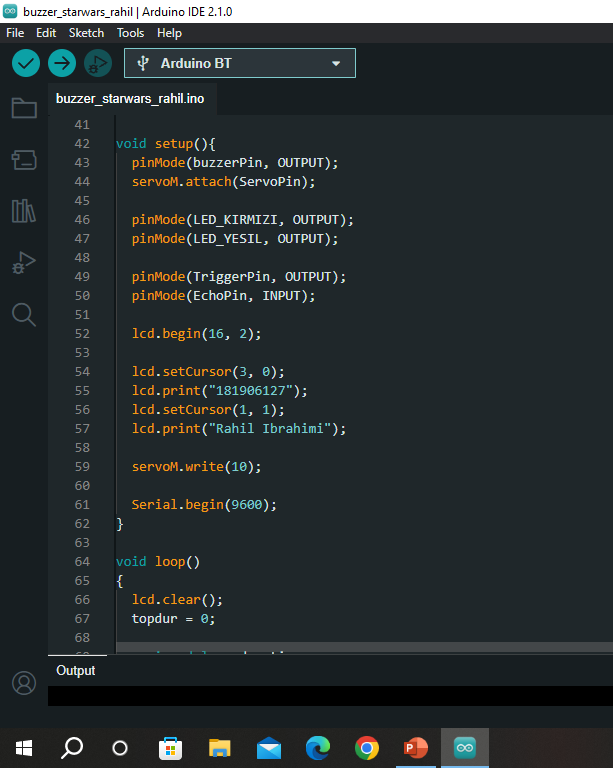 buzzer_starwars_rahil | Arduino IDE 2.1.0
File Edit Sketch Tools Help
Arduino BT
buzzer_starwars_rahil.ino
41
42 void setup(){
43 pinMode(buzzerPin, OUTPUT);
44 servoM.attach(ServoPin);
45
46 pinMode(LED_KIRMIZI, OUTPUT);
47 pinMode(LED_YESIL, OUTPUT);
48
49 pinMode(TriggerPin, OUTPUT);
50 pinMode(EchoPin, INPUT);
51
52 lcd.begin(16, 2);
53
54 lcd.setCursor(3, 0);
55 lcd.print("181906127");
56 lcd.setCursor(1, 1);
57 lcd.print("Rahil Ibrahimi");
58
59 servoM.write(10);
60
61 Serial.begin(9600);
62 }
63
64 void loop()
65 {
66 lcd.clear();
67 topdur = 0;
68
Output